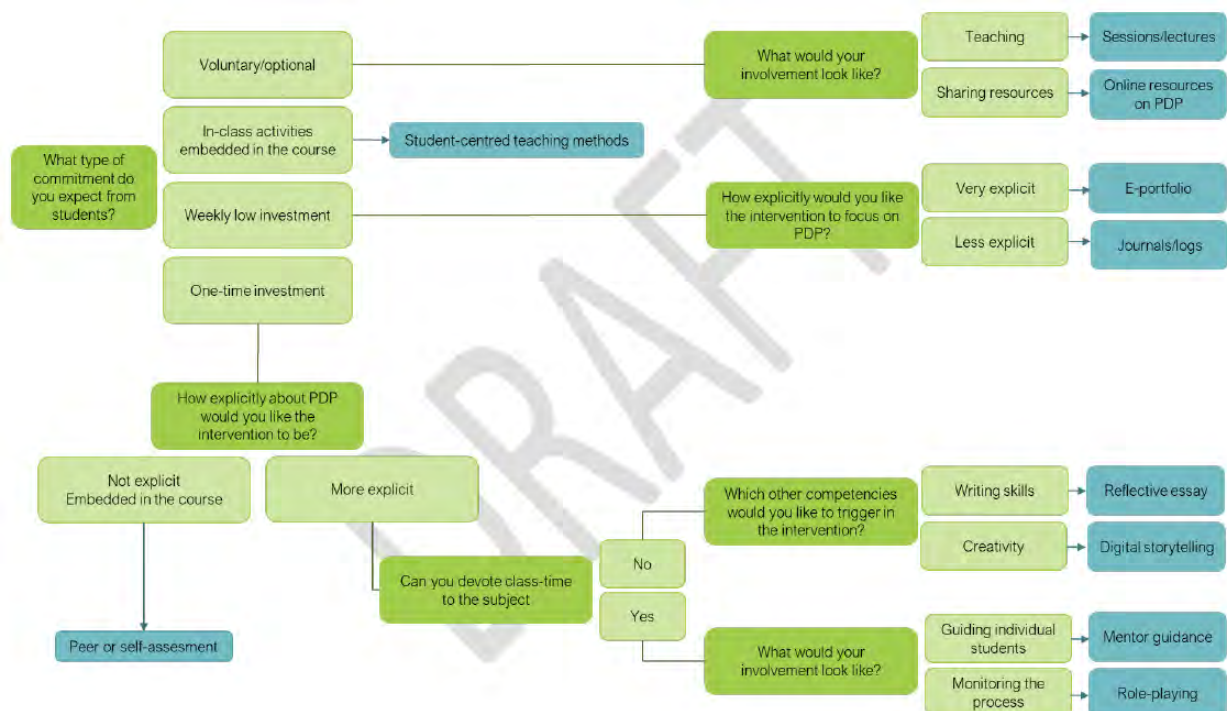 Voluntary/optional
What would your
involvement look like?
Teaching
Sessions/lectures
Sharing resources
Online resources
on PDP
What type of
commitment do
you expect from
students?
In-class activities
embedded in the course
Student-centred teaching methods
Weekly low investment
How explicitly would you like
the intervention to focus on
PDP?
Very explicit
E-portfolio
Less explicit
Journals/logs
One-time investment
How explicitly about PDP
would you like the
intervention to be?
Not explicit
Embedded in the course
More explicit
Peer or self-assesment
Can you devote class-time
to the subject
No
Yes
Which other competencies
would you like to trigger in
the intervention?
Writing skills
Reflective essay
Creativity
Digital storytelling
What would your
involvement look like?
Guiding individual
students
Mentor guidance
Monitoring the
process
Role-playing
DRAFT